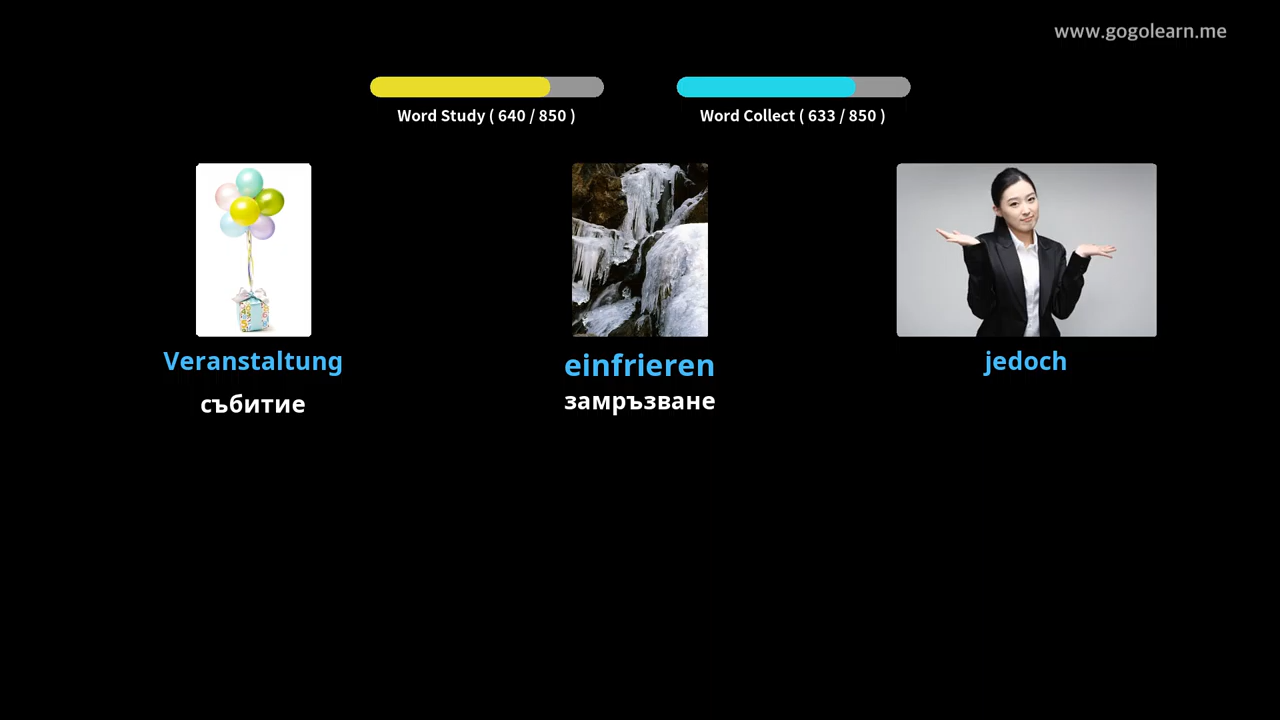 www.gogolearn.me
Word Study ( 640 / 850 )
Word Collect ( 633 / 850 )
Veranstaltung
събитие
einfrieren
замръзване
jedoch